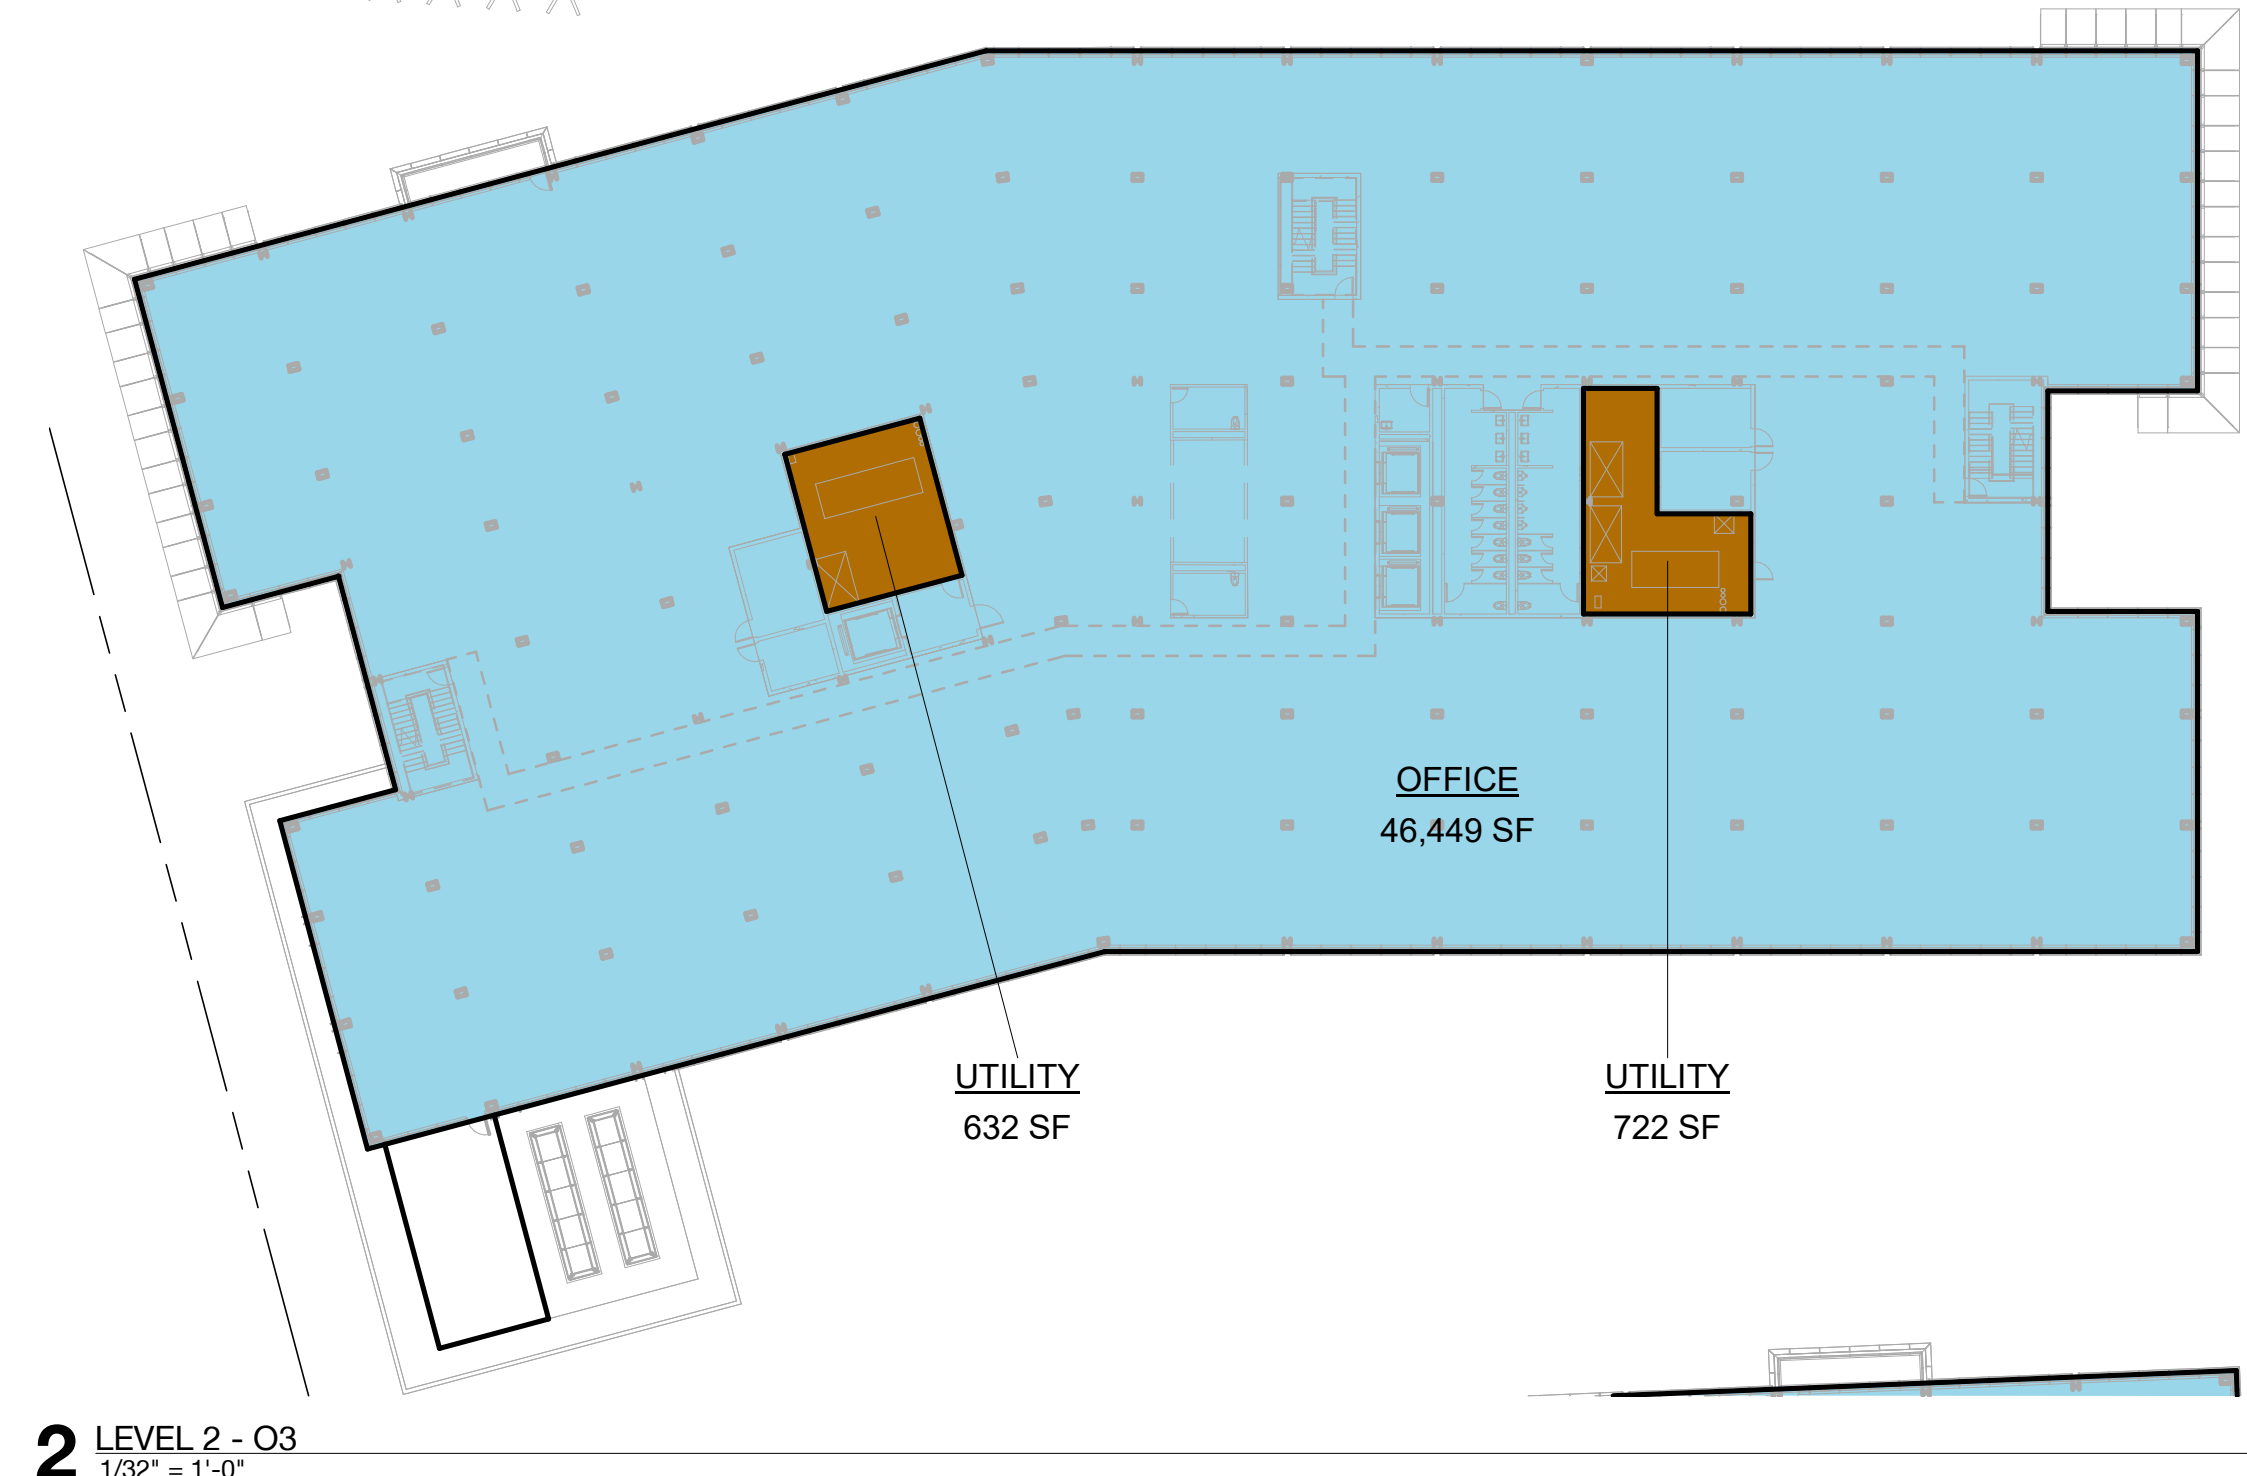 OFFICE
46,449 SF
UTILITY
632 SF
UTILITY
722 SF
2 LEVEL 2 - O3
1/32" = 1'-0"